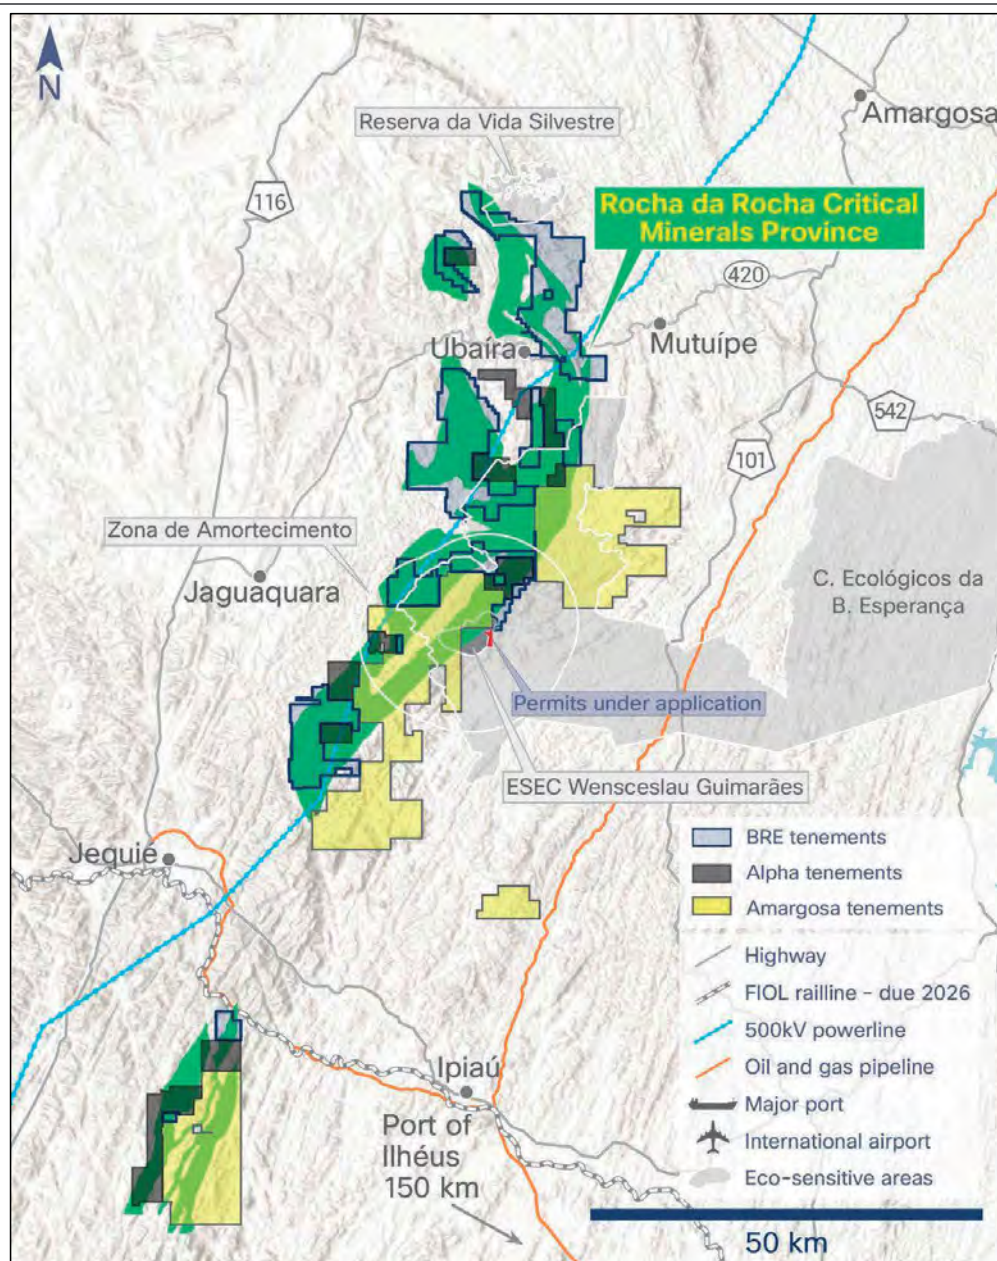 N
Reserva da Vida Silvestre
Amargosa
116
Rocha da Rocha Critical
Minerals Province
420
Ubaíra
Mutuípe
542
101
Zona de Amortecimento
Jaguaquara
C. Ecológicos da
B. Esperança
1
Permits under application
ESEC Wensceslau Guimarães
Jequié
BRE tenements
Alpha tenements
Amargosa tenements
Highway
FIOL railline - due 2026
500kV powerline
Oil and gas pipeline
Major port
International airport
Eco-sensitive areas
Ipiaú
Port of
Ilhéus
150 km
50 km